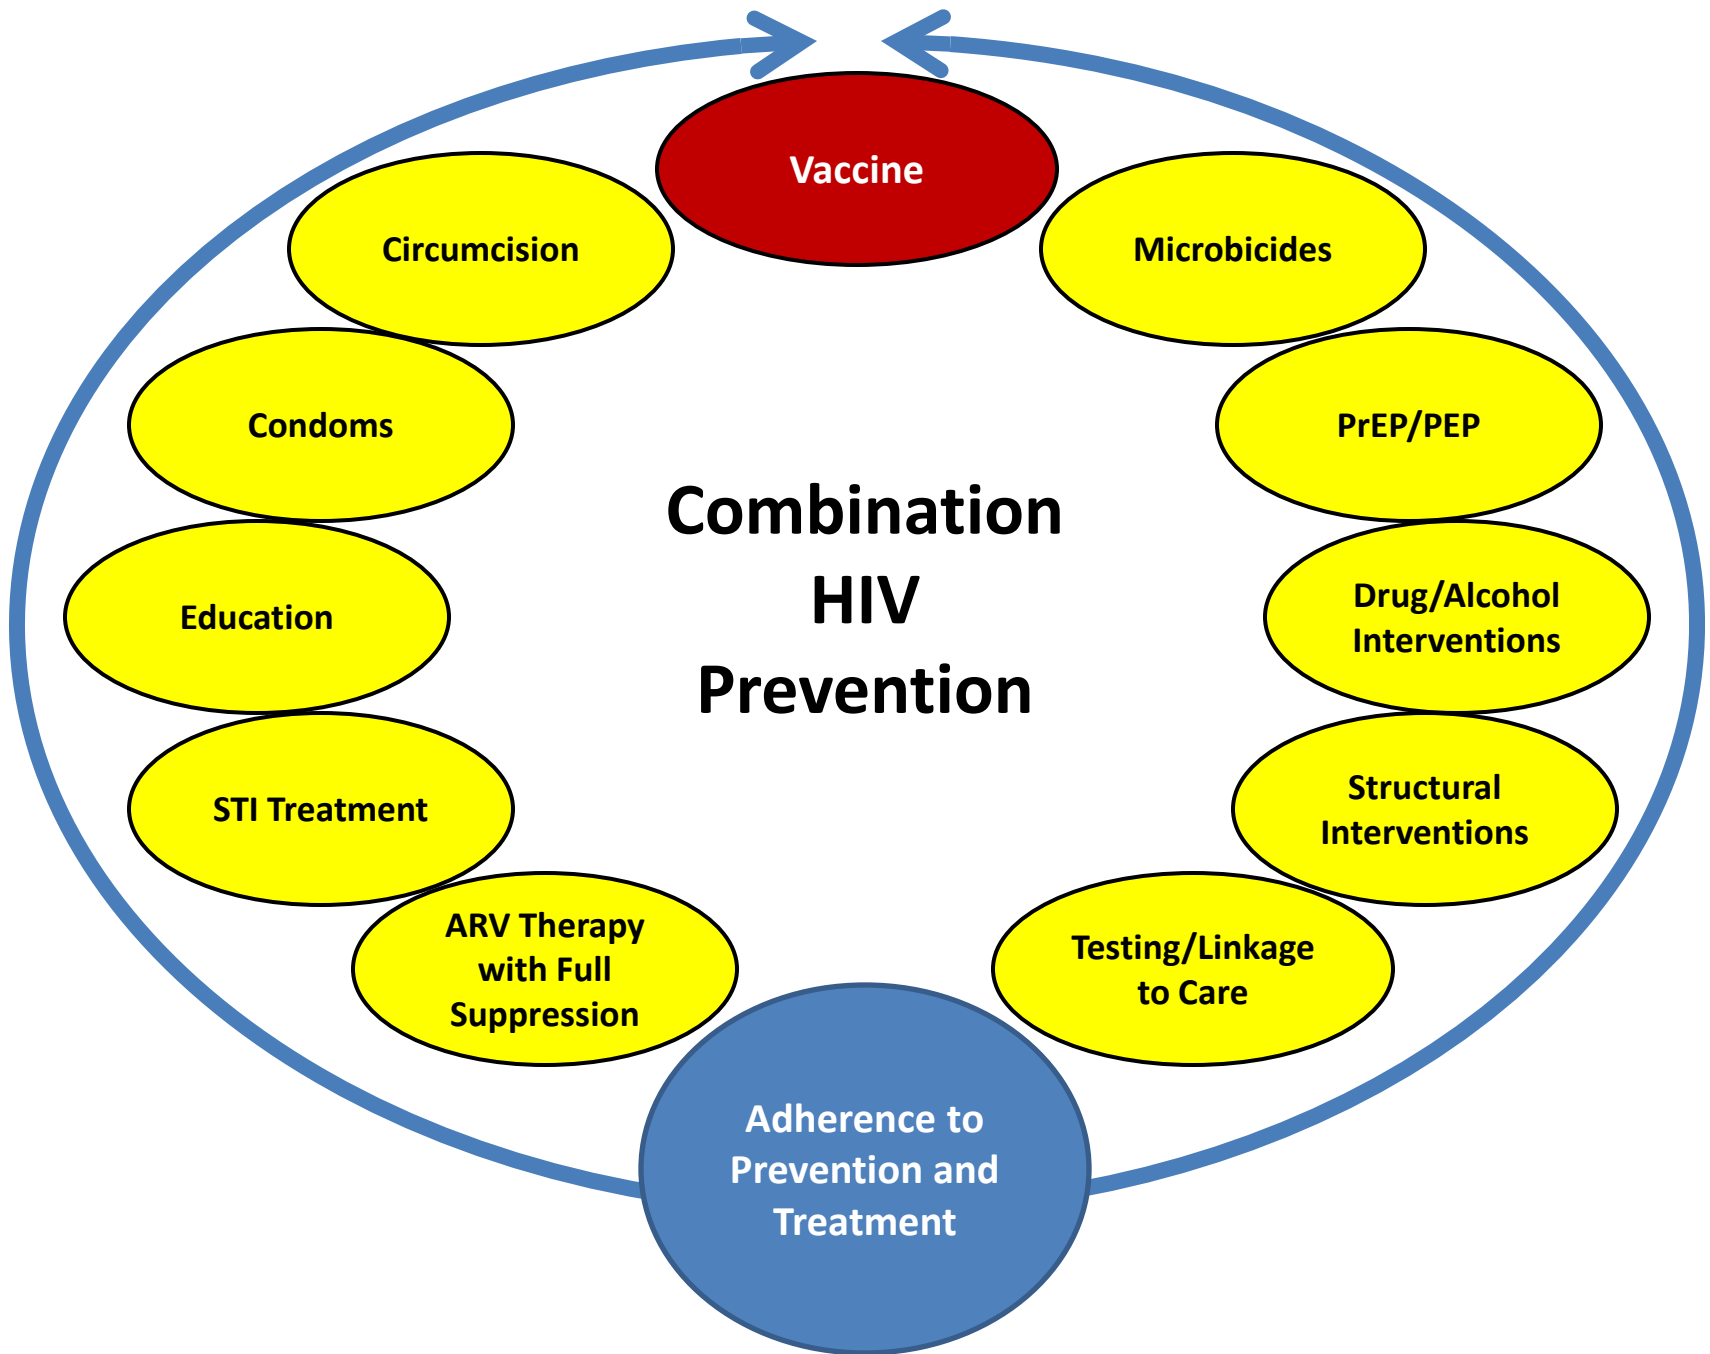 Vaccine
Circumcision
Microbicides
Condoms
PrEP/PEP
Combination
HIV
Prevention
Education
Drug/Alcohol
Interventions
STI Treatment
Structural
Interventions
ARV Therapy
with Full
Suppression
Testing/Linkage
to Care
Adherence to
Prevention and
Treatment